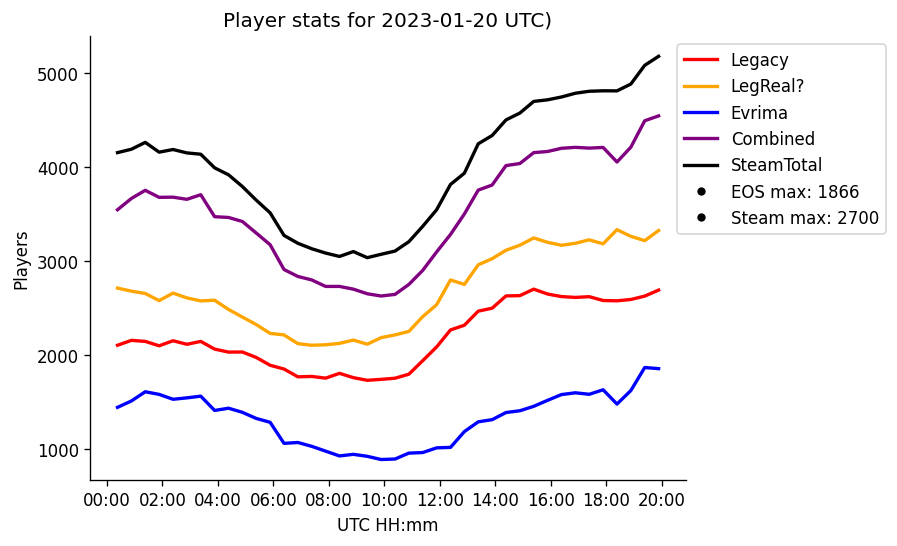 Player stats for 2023-01-20 UTC)
Legacy
LegReal?
Evrima
Combined
SteamTotal
EOS max: 1866
Steam max: 2700
Players
5000
4000
3000
2000
1000
00:00 02:00 04:00 06:00 08:00 10:00 12:00 14:00 16:00 18:00 20:00
UTC HH:mm